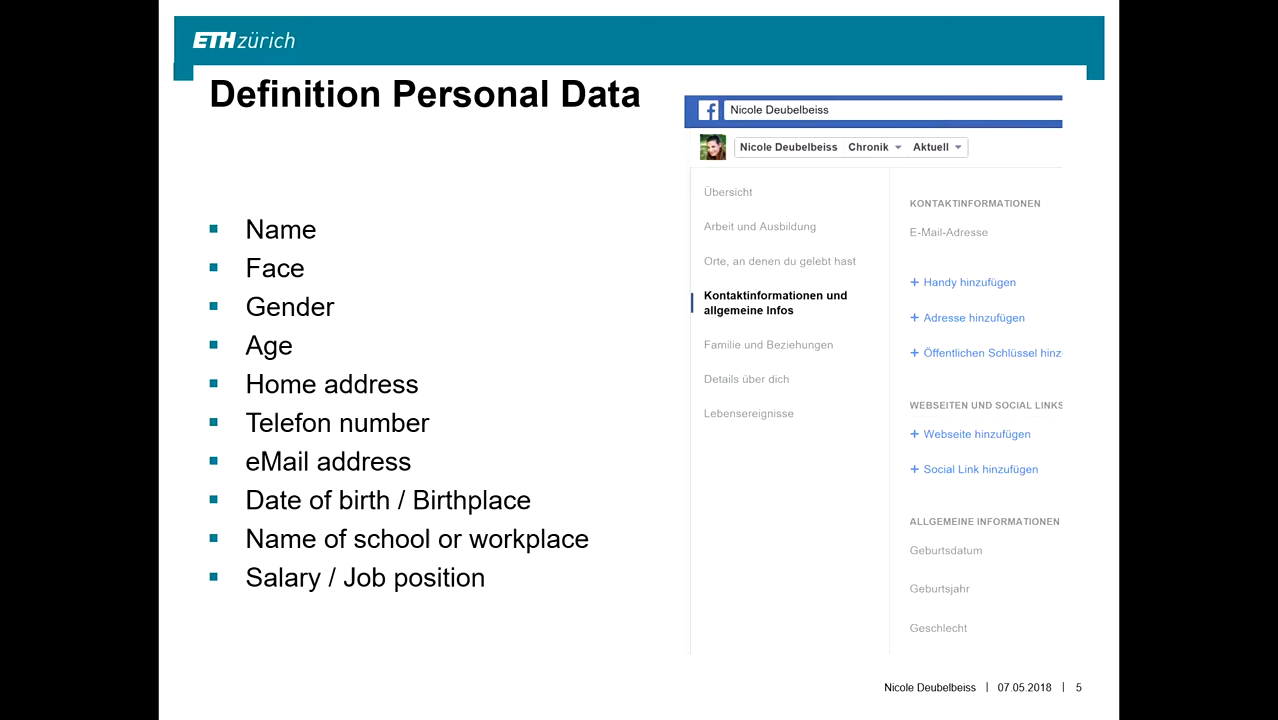 ETH zürich
Definition Personal Data
Name
Face
Gender
Age
Home address
Telefon number
eMail address
Date of birth / Birthplace
Name of school or workplace
Salary / Job position
f Nicole Deubelbeiss
Nicole Deubelbeiss Chronik Aktuell
Übersicht
Arbeit und Ausbildung
Orte, an denen du gelebt hast
Kontaktinformationen und
allgemeine Infos
Familie und Beziehungen
Details über dich
Lebensereignisse
KONTAKTINFORMATIONEN
E-Mail-Adresse
+ Handy hinzufügen
+ Adresse hinzufügen
+ Öffentlichen Schlüssel hinz
WEBSEITEN UND SOCIAL LINKS
+ Webseite hinzufügen
+ Social Link hinzufügen
ALLGEMEINE INFORMATIONEN
Geburtsdatum
Geburtsjahr
Geschlecht
Nicole Deubelbeiss | 07.05.2018 | 5